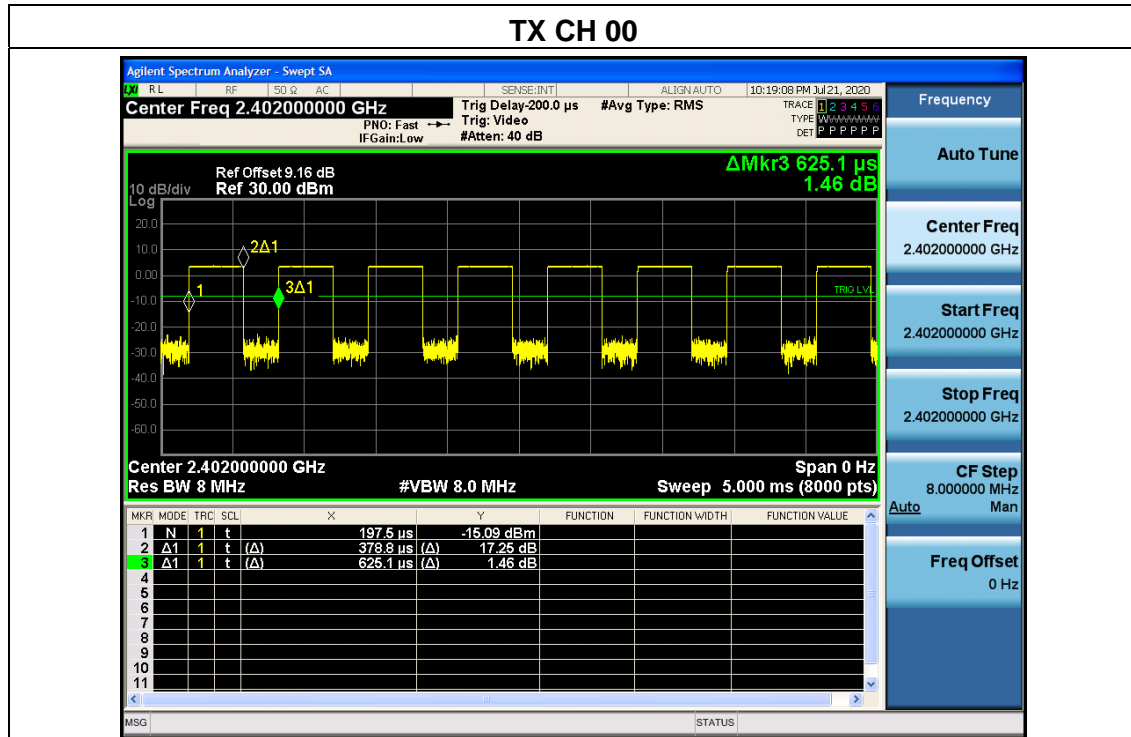 TX CH 00
Agilent Spectrum Analyzer - Swept SA
LXI RL RF 50 Ω AC SENSE:INT ALIGN AUTO 10:19:08 PM Jul 21, 2020
Center Freq 2.402000000 GHz
PNO: Fast
IFGain:Low
Trig Delay-200.0 µs
Trig: Video
#Atten: 40 dB
#Avg Type: RMS
TRACE 1 2 3 4 5 6
TYPE WWWWWW
DET P P P P P P
Ref Offset 9.16 dB
10 dB/div Ref 30.00 dBm
Log
ΔMkr3 625.1 µs
1.46 dB
20.0
10.0
0.00
-10.0
-20.0
-30.0
-40.0
-50.0
-60.0
2Δ1
1
3Δ1
TRIG LVL
Center 2.402000000 GHz Span 0 Hz
Res BW 8 MHz #VBW 8.0 MHz Sweep 5.000 ms (8000 pts)
MKR MODE TRC SCL X Y FUNCTION FUNCTION WIDTH FUNCTION VALUE
1 N 1 t 197.5 µs -15.09 dBm
2 Δ1 1 t (Δ) 378.8 µs (Δ) 17.25 dB
3 Δ1 1 t (Δ) 625.1 µs (Δ) 1.46 dB
4
5
6
7
8
9
10
11
MSG STATUS
Frequency
Auto Tune
Center Freq
2.402000000 GHz
Start Freq
2.402000000 GHz
Stop Freq
2.402000000 GHz
CF Step
8.000000 MHz
Auto Man
Freq Offset
0 Hz